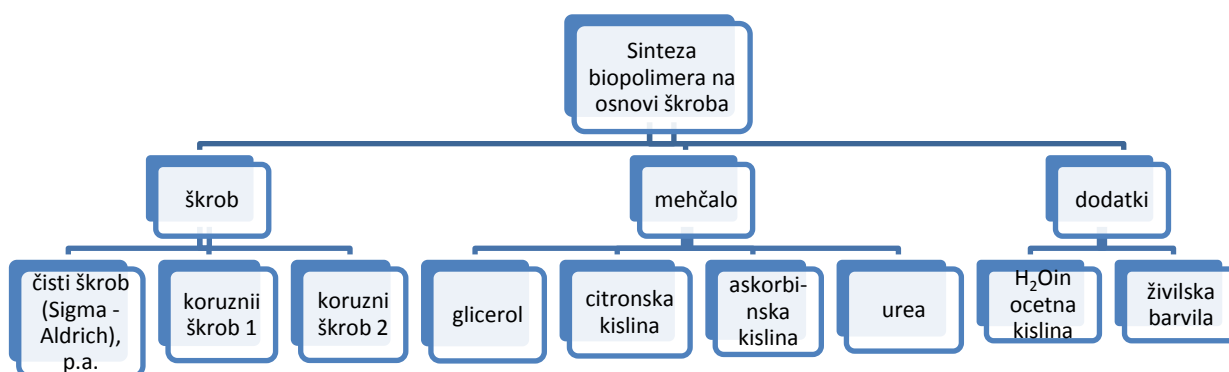 Sinteza
biopolimera na
osnovi škroba
škrob
mehčalo
dodatki
čisti škrob
(Sigma -
Aldrich),
p.a.
koruznii
škrob 1
koruzni
škrob 2
glicerol
citronska
kislina
askorbi-
nska
kislina
urea
H₂Oin
ocetna
kislina
živilska
barvila